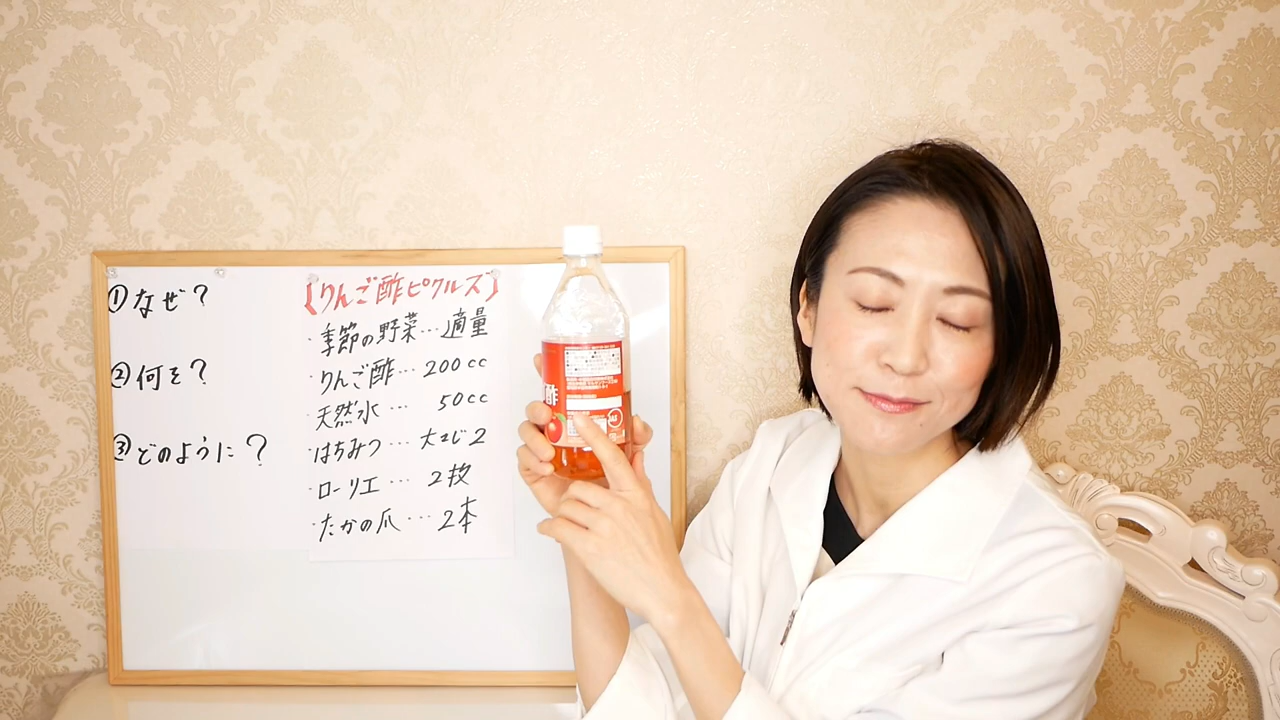 ①なぜ?
②何を?
③どのように?
【りんご酢ピクルス】
・季節の野菜…適量
・りんご酢…200cc
・天然水… 50cc
・はちみつ…大さじ2
・ローリエ…2枚
・たかの爪…2本
酢
JAS